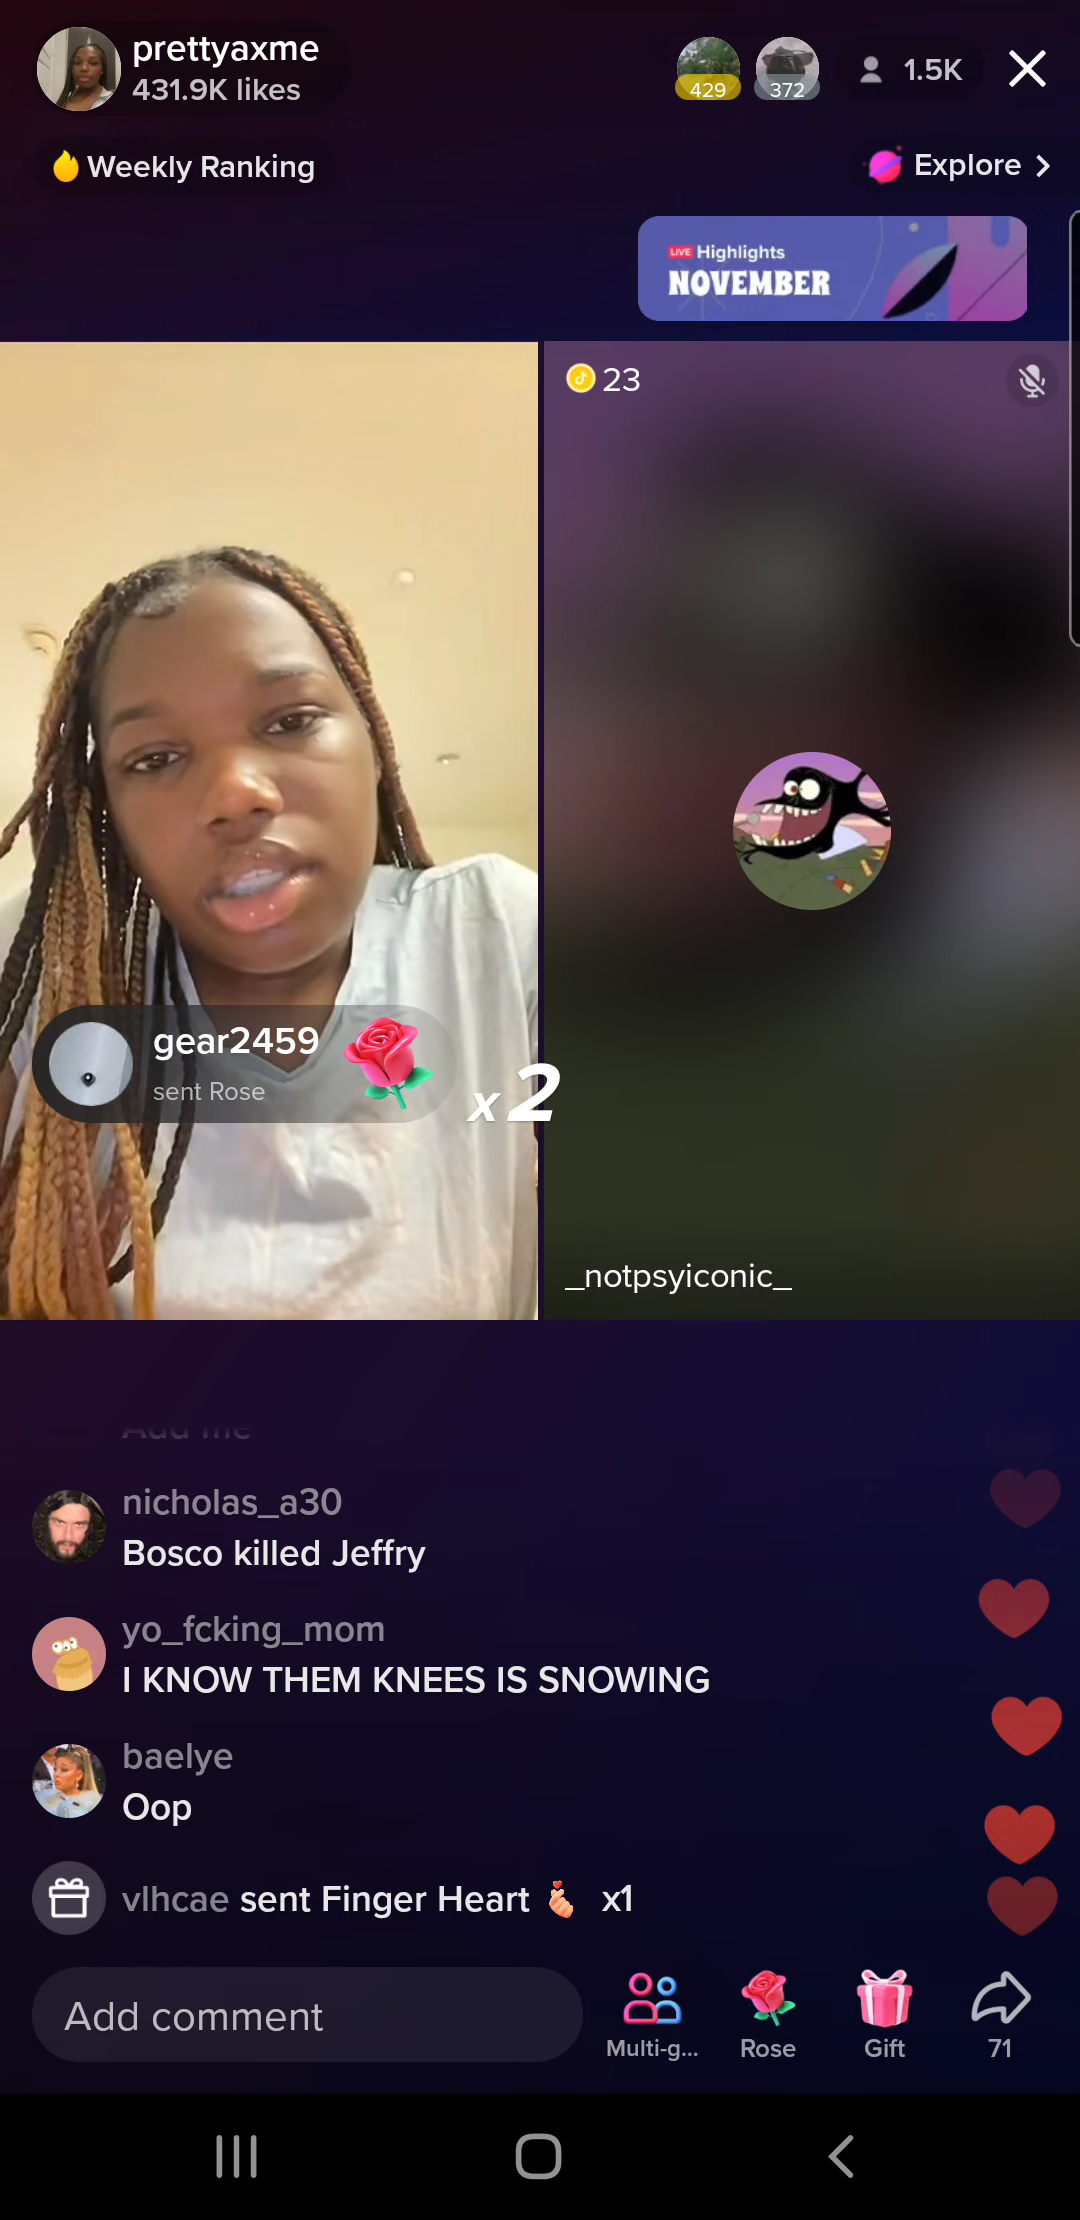 prettyaxme
431.9K likes
429
372
1.5K
Weekly Ranking
Explore
LIVE Highlights
NOVEMBER
23
gear2459
sent Rose
x2
_notpsyiconic_
Add me
nicholas_a30
Bosco killed Jeffry
yo_fcking_mom
I KNOW THEM KNEES IS SNOWING
baelye
Oop
vlhcae sent Finger Heart x1
Add comment
Multi-g...
Rose
Gift
71